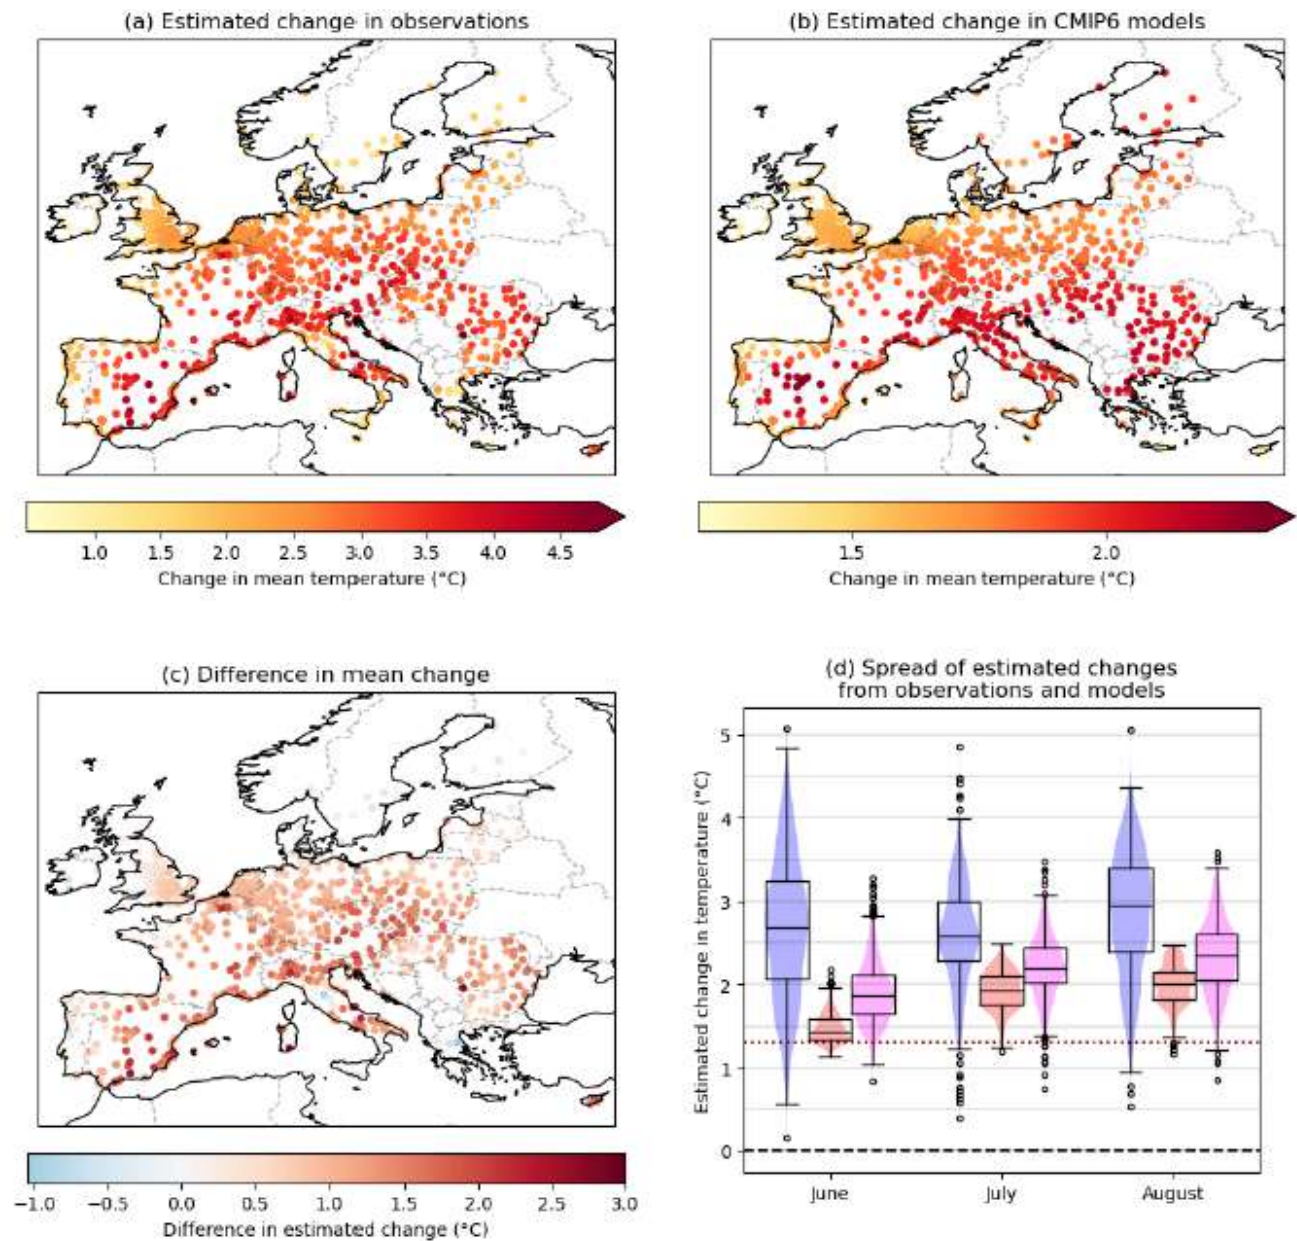 (a) Estimated change in observations
(b) Estimated change in CMIP6 models
1.0 1.5 2.0 2.5 3.0 3.5 4.0 4.5
Change in mean temperature (°C)
1.5 2.0
Change in mean temperature (°C)
(c) Difference in mean change
−1.0 −0.5 0.0 0.5 1.0 1.5 2.0 2.5 3.0
Difference in estimated change (°C)
(d) Spread of estimated changes
from observations and models
Estimated change in temperature (°C)
5
4
3
2
1
0
June July August